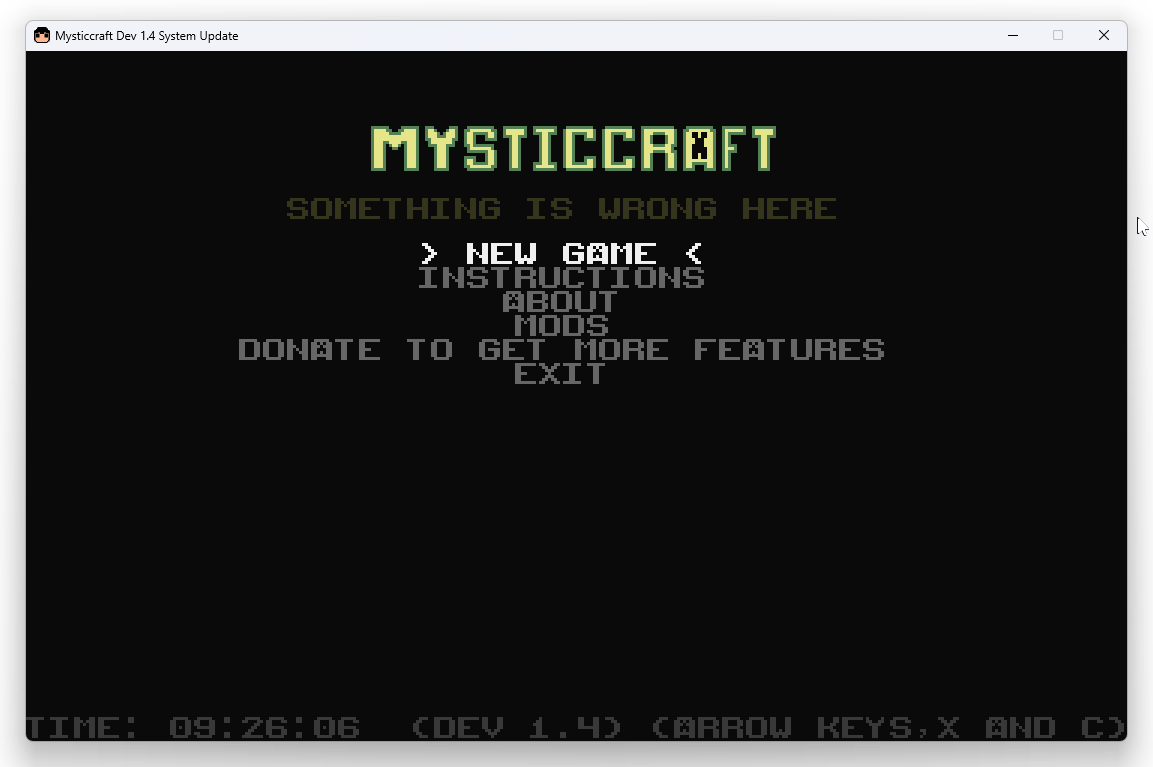 Mysticcraft Dev 1.4 System Update
MYSTICCRAFT
SOMETHING IS WRONG HERE
> NEW GAME <
INSTRUCTIONS
ABOUT
MODS
DONATE TO GET MORE FEATURES
EXIT
TIME: 09:26:06 (DEV 1.4) (ARROW KEYS,X AND C)